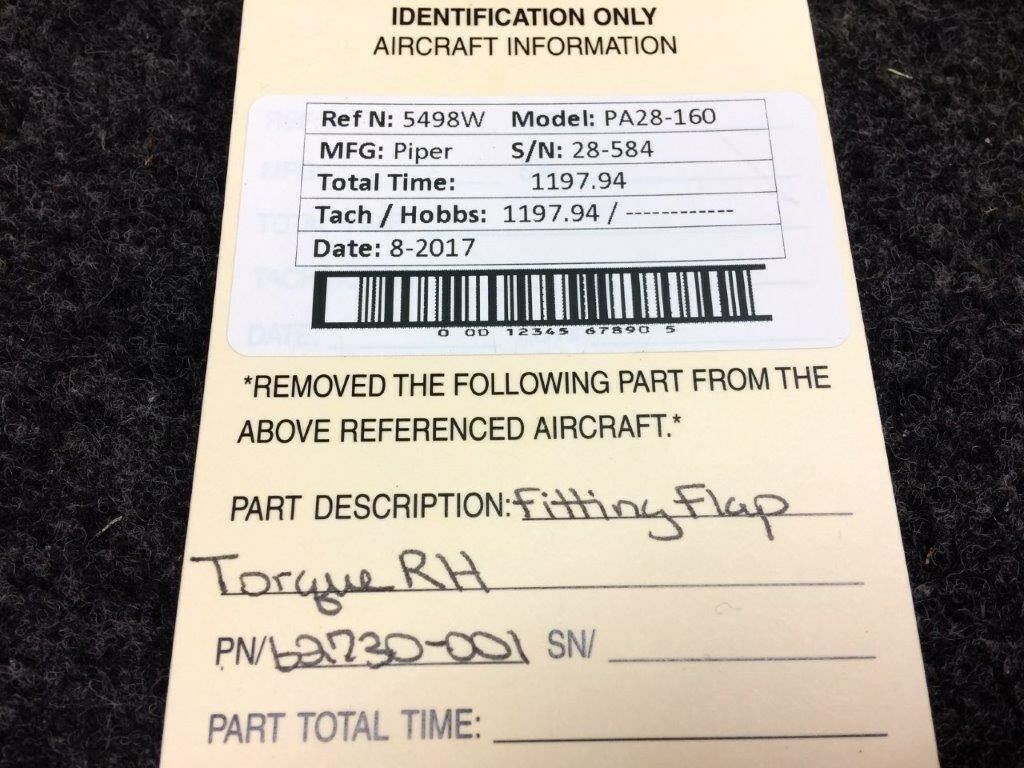 IDENTIFICATION ONLY
AIRCRAFT INFORMATION
Ref N: 5498W Model: PA28-160
MFG: Piper S/N: 28-584
Total Time: 1197.94
Tach / Hobbs: 1197.94 / ------------
Date: 8-2017
0 00 12345 67890 5
*REMOVED THE FOLLOWING PART FROM THE
ABOVE REFERENCED AIRCRAFT.*
PART DESCRIPTION: Fitting Flap
Torque RH
PN/ 62730-001 SN/
PART TOTAL TIME: